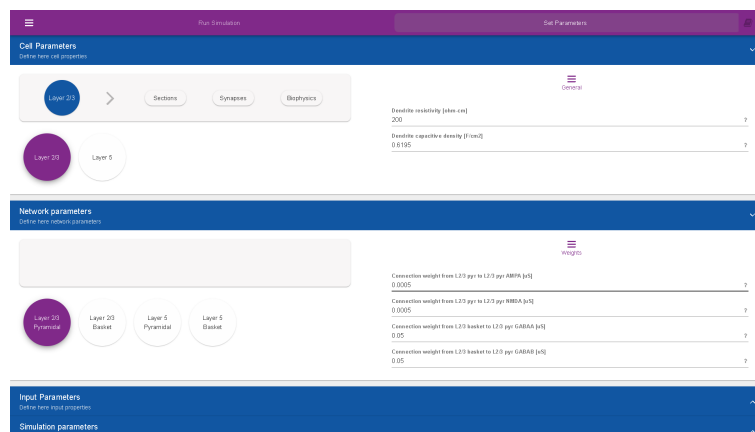 Run Simulation
Set Parameters
Cell Parameters
Define here cell properties
Layer 2/3
Sections
Synapses
Biophysics
Layer 2/3
Layer 5
General
Dendrite resistivity [ohm-cm]
200
?
Dendrite capacitive density [F/cm2]
0.6195
?
Network parameters
Define here network parameters
Layer 2/3
Pyramidal
Layer 2/3
Basket
Layer 5
Pyramidal
Layer 5
Basket
Weights
Connection weight from L2/3 pyr to L2/3 pyr AMPA [uS]
0.0005
?
Connection weight from L2/3 pyr to L2/3 pyr NMDA [uS]
0.0005
?
Connection weight from L2/3 basket to L2/3 pyr GABAA [uS]
0.05
?
Connection weight from L2/3 basket to L2/3 pyr GABAB [uS]
0.05
?
Input Parameters
Define here input properties
Simulation parameters